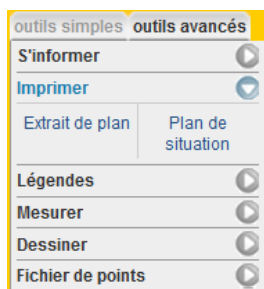 outils simples outils avancés
S'informer
Imprimer
Extrait de plan Plan de
situation
Légendes
Mesurer
Dessiner
Fichier de points